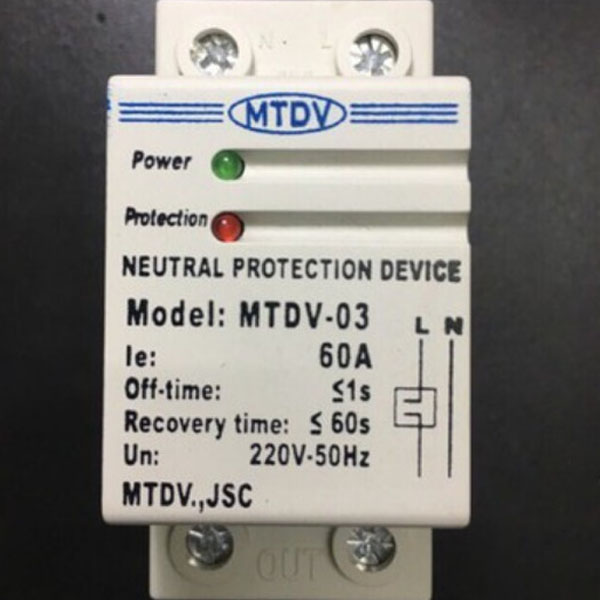 N L
MTDV
Power
Protection
NEUTRAL PROTECTION DEVICE
Model: MTDV-03
L N
Ie: 60A
Off-time: ≤1s
Recovery time: ≤ 60s
Un: 220V-50Hz
MTDV.,JSC
OUT